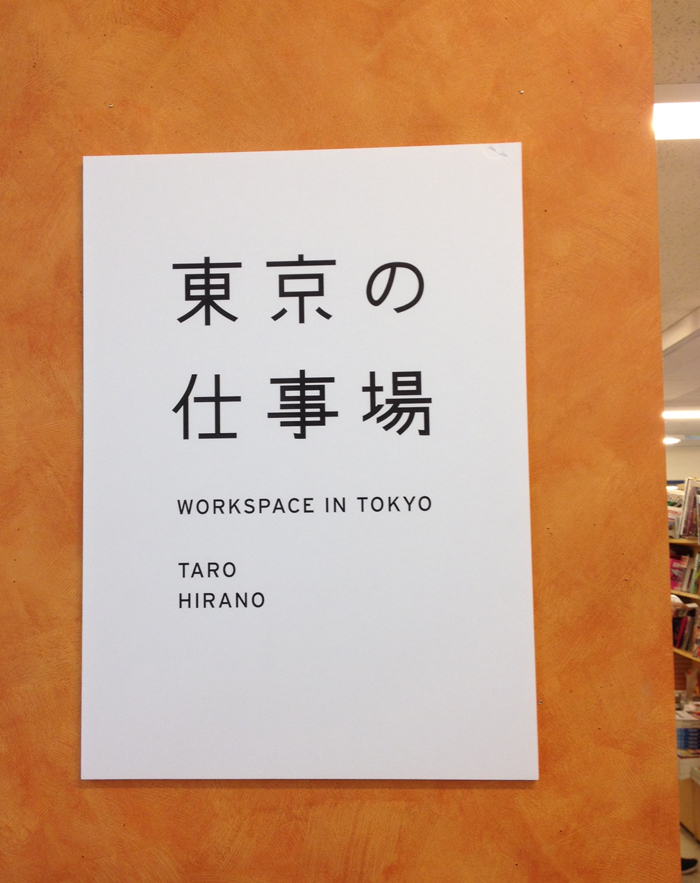 東京の
仕事場
WORKSPACE IN TOKYO
TARO
HIRANO